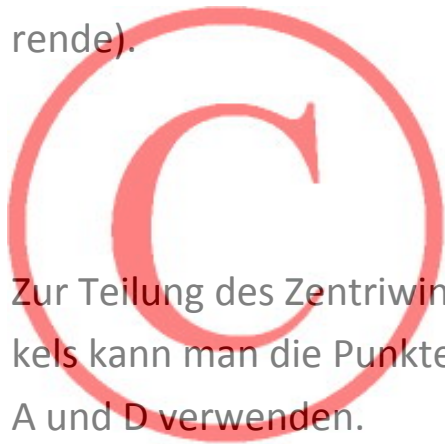 rende).
Zur Teilung des Zentriwin
kels kann man die Punkte
A und D verwenden.